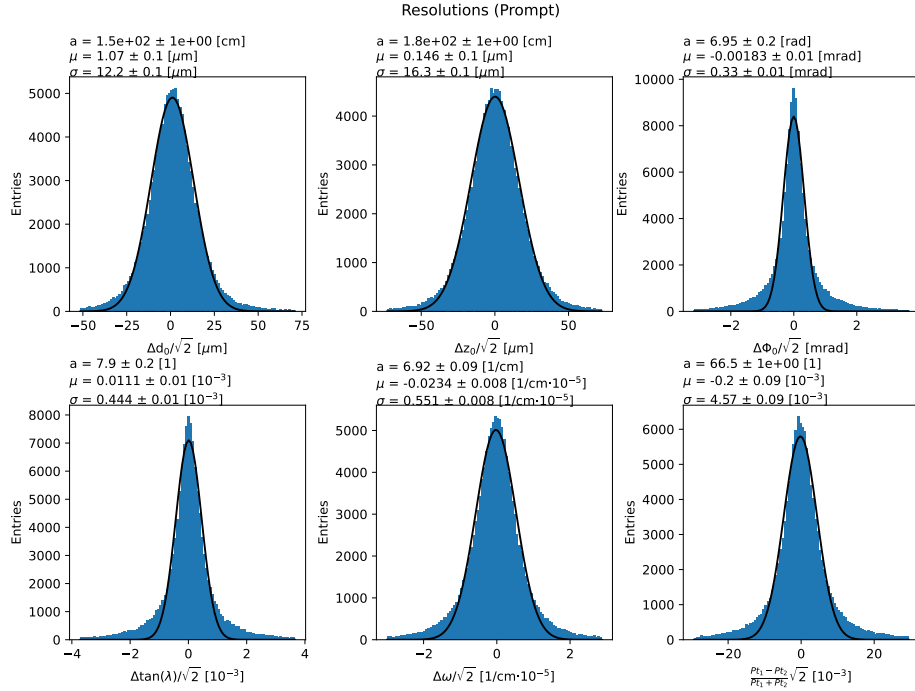 Resolutions (Prompt)
a = 1.5e+02 ± 1e+00 [cm]
μ = 1.07 ± 0.1 [μm]
σ = 12.2 ± 0.1 [μm]
a = 1.8e+02 ± 1e+00 [cm]
μ = 0.146 ± 0.1 [μm]
σ = 16.3 ± 0.1 [μm]
a = 6.95 ± 0.2 [rad]
μ = -0.00183 ± 0.01 [mrad]
σ = 0.33 ± 0.01 [mrad]
5000
4000
3000
2000
1000
0
Entries
−50 −25 0 25 50 75
Δd₀/√2 [μm]
4000
3000
2000
1000
0
Entries
−50 0 50
Δz₀/√2 [μm]
10000
8000
6000
4000
2000
0
Entries
−2 0 2
ΔΦ₀/√2 [mrad]
a = 7.9 ± 0.2 [1]
μ = 0.0111 ± 0.01 [10⁻³]
σ = 0.444 ± 0.01 [10⁻³]
a = 6.92 ± 0.09 [1/cm]
μ = -0.0234 ± 0.008 [1/cm·10⁻⁵]
σ = 0.551 ± 0.008 [1/cm·10⁻⁵]
a = 66.5 ± 1e+00 [1]
μ = -0.2 ± 0.09 [10⁻³]
σ = 4.57 ± 0.09 [10⁻³]
8000
7000
6000
5000
4000
3000
2000
1000
0
Entries
−4 −2 0 2 4
Δtan(λ)/√2 [10⁻³]
5000
4000
3000
2000
1000
0
Entries
−2 0 2
Δω/√2 [1/cm·10⁻⁵]
6000
5000
4000
3000
2000
1000
0
Entries
−20 0 20
Pt₁−Pt₂
Pt₁+Pt₂ √2 [10⁻³]